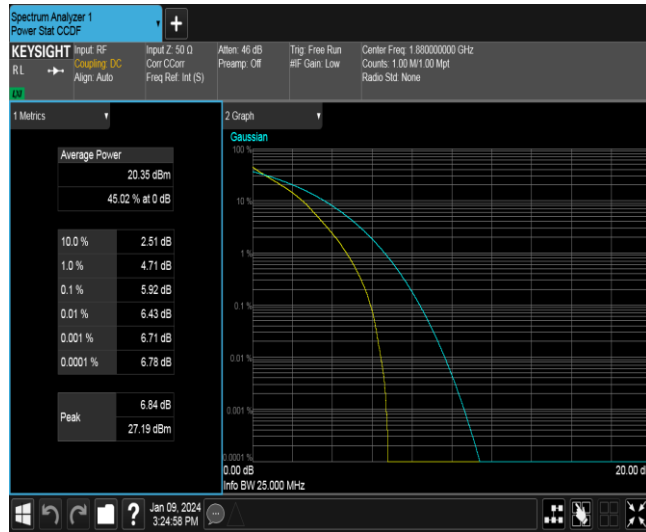 Spectrum Analyzer 1
Power Stat CCDF
+
KEYSIGHT
RL
LXI
Input: RF
Coupling: DC
Align: Auto
Input Z: 50 Ω
Corr CCorr
Freq Ref: Int (S)
Atten: 46 dB
Preamp: Off
Trig: Free Run
#IF Gain: Low
Center Freq: 1.880000000 GHz
Counts: 1.00 M/1.00 Mpt
Radio Std: None
1 Metrics
Average Power
20.35 dBm
45.02 % at 0 dB
10.0 % 2.51 dB
1.0 % 4.71 dB
0.1 % 5.92 dB
0.01 % 6.43 dB
0.001 % 6.71 dB
0.0001 % 6.78 dB
Peak
6.84 dB
27.19 dBm
2 Graph
Gaussian
100 %
10 %
1 %
0.1 %
0.01 %
0.001 %
0.0001 %
0.00 dB
20.00 dB
Info BW 25.000 MHz
?
Jan 09, 2024
3:24:58 PM